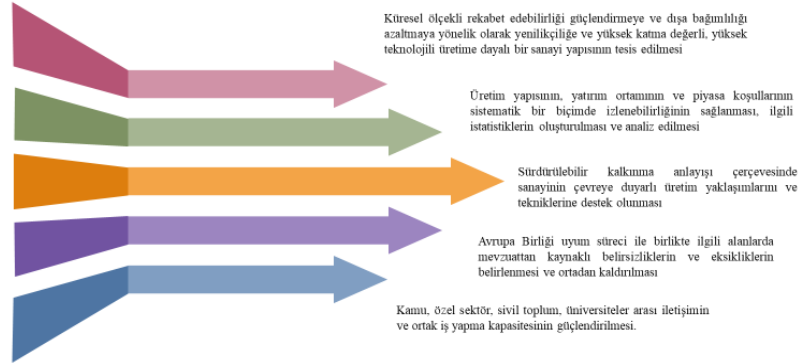 Küresel ölçekli rekabet edebilirliği güçlendirmeye ve dışa bağımlılığı
azaltmaya yönelik olarak yenilikçiliğe ve yüksek katma değerli, yüksek
teknolojili üretime dayalı bir sanayi yapısının tesis edilmesi
Üretim yapısının, yatırım ortamının ve piyasa koşullarının
sistematik bir biçimde izlenebilirliğinin sağlanması, ilgili
istatistiklerin oluşturulması ve analiz edilmesi
Sürdürülebilir kalkınma anlayışı çerçevesinde
sanayinin çevreye duyarlı üretim yaklaşımlarını ve
tekniklerine destek olunması
Avrupa Birliği uyum süreci ile birlikte ilgili alanlarda
mevzuattan kaynaklı belirsizliklerin ve eksikliklerin
belirlenmesi ve ortadan kaldırılması
Kamu, özel sektör, sivil toplum, üniversiteler arası iletişimin
ve ortak iş yapma kapasitesinin güçlendirilmesi.